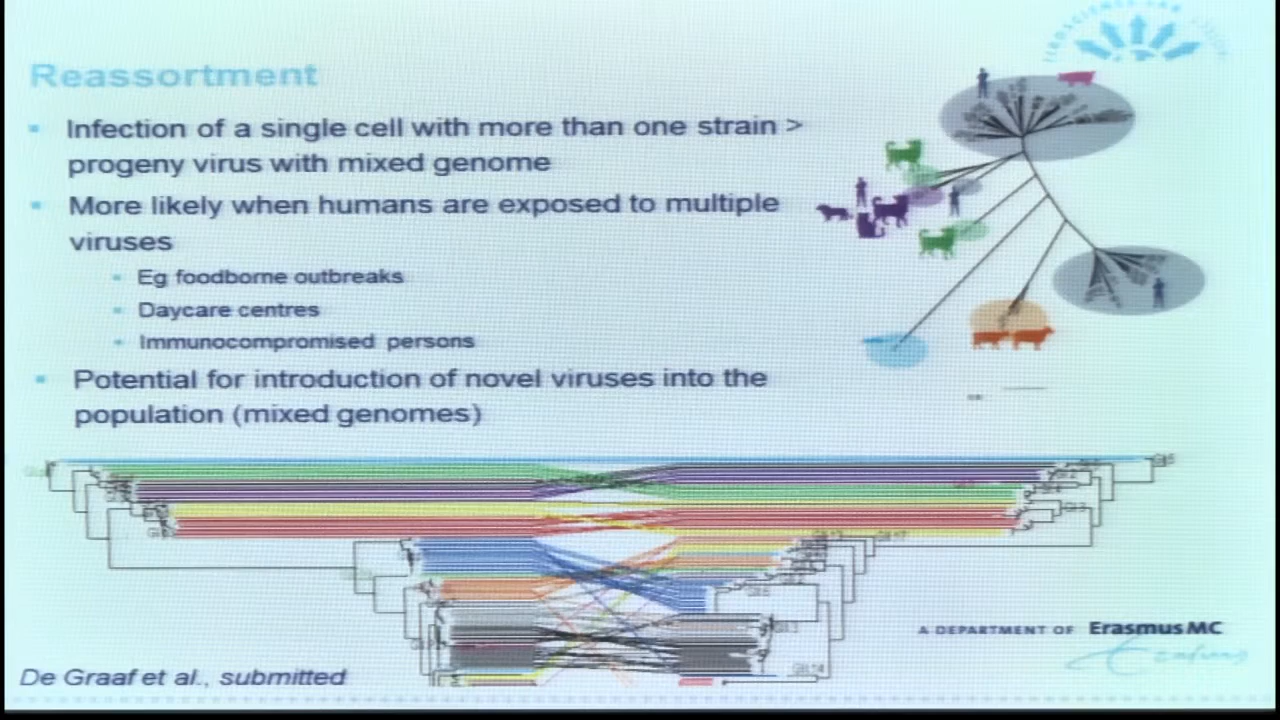 Reassortment
Infection of a single cell with more than one strain >
progeny virus with mixed genome
More likely when humans are exposed to multiple
viruses
Eg foodborne outbreaks
Daycare centres
Immunocompromised persons
Potential for introduction of novel viruses into the
population (mixed genomes)
A DEPARTMENT OF Erasmus MC
De Graaf et al., submitted